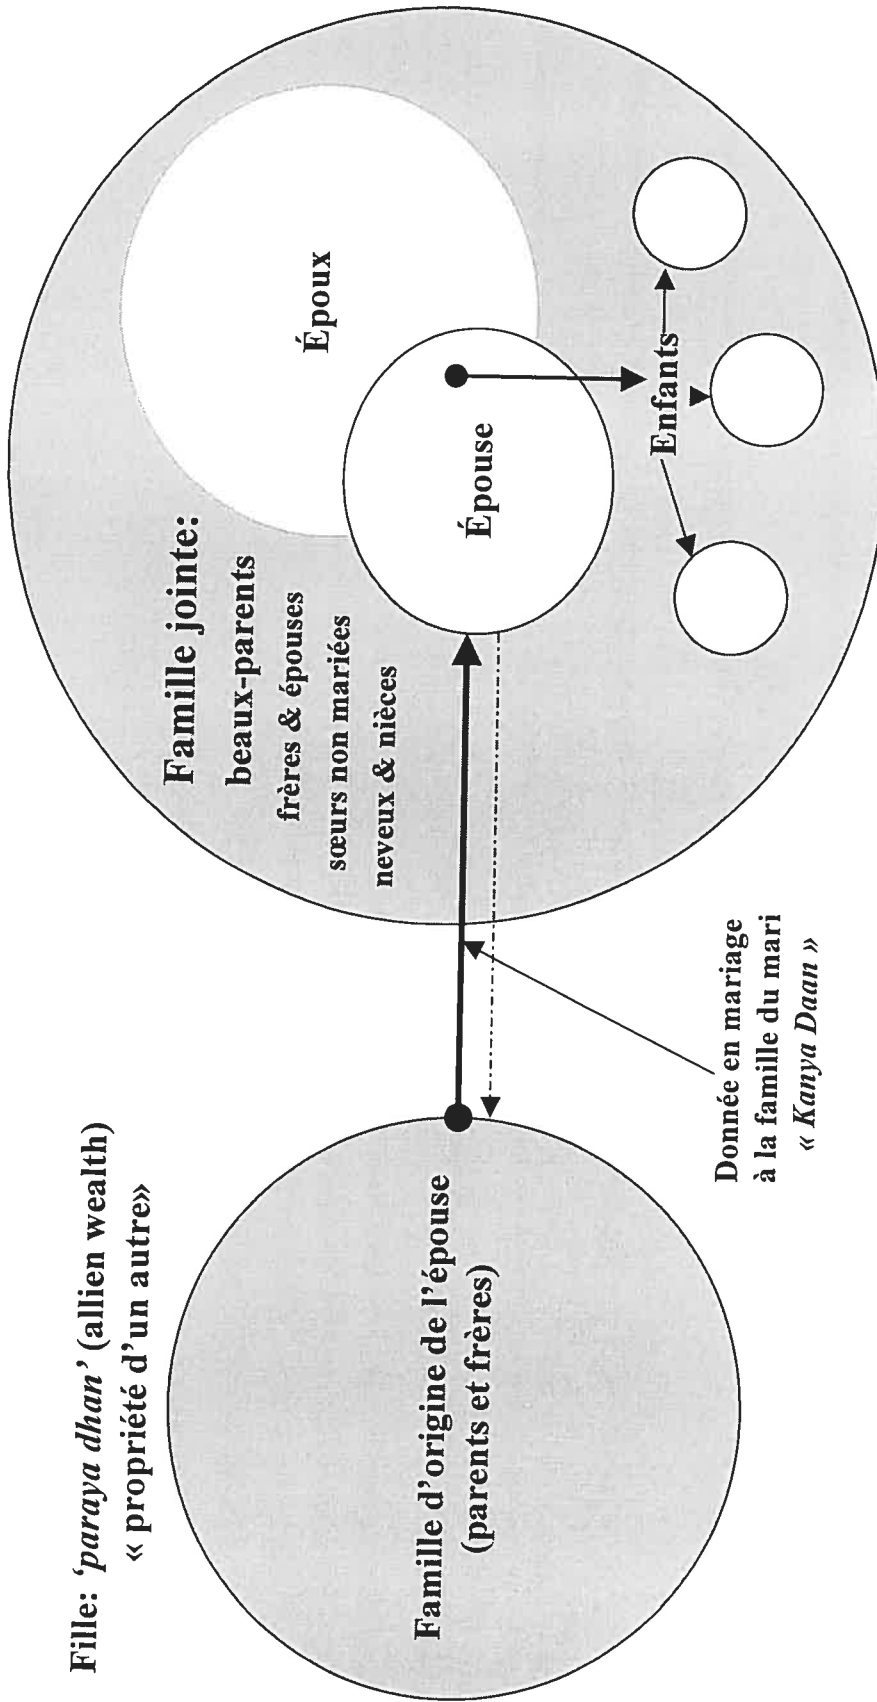 Fille: ‘paraya dhan’ (allien wealth)
« propriété d’un autre»
Famille d’origine de l’épouse
(parents et frères)
Donnée en mariage
à la famille du mari
« Kanya Daan »
Famille jointe:
beaux-parents
frères & épouses
sœurs non mariées
neveux & nièces
Époux
Épouse
Enfants